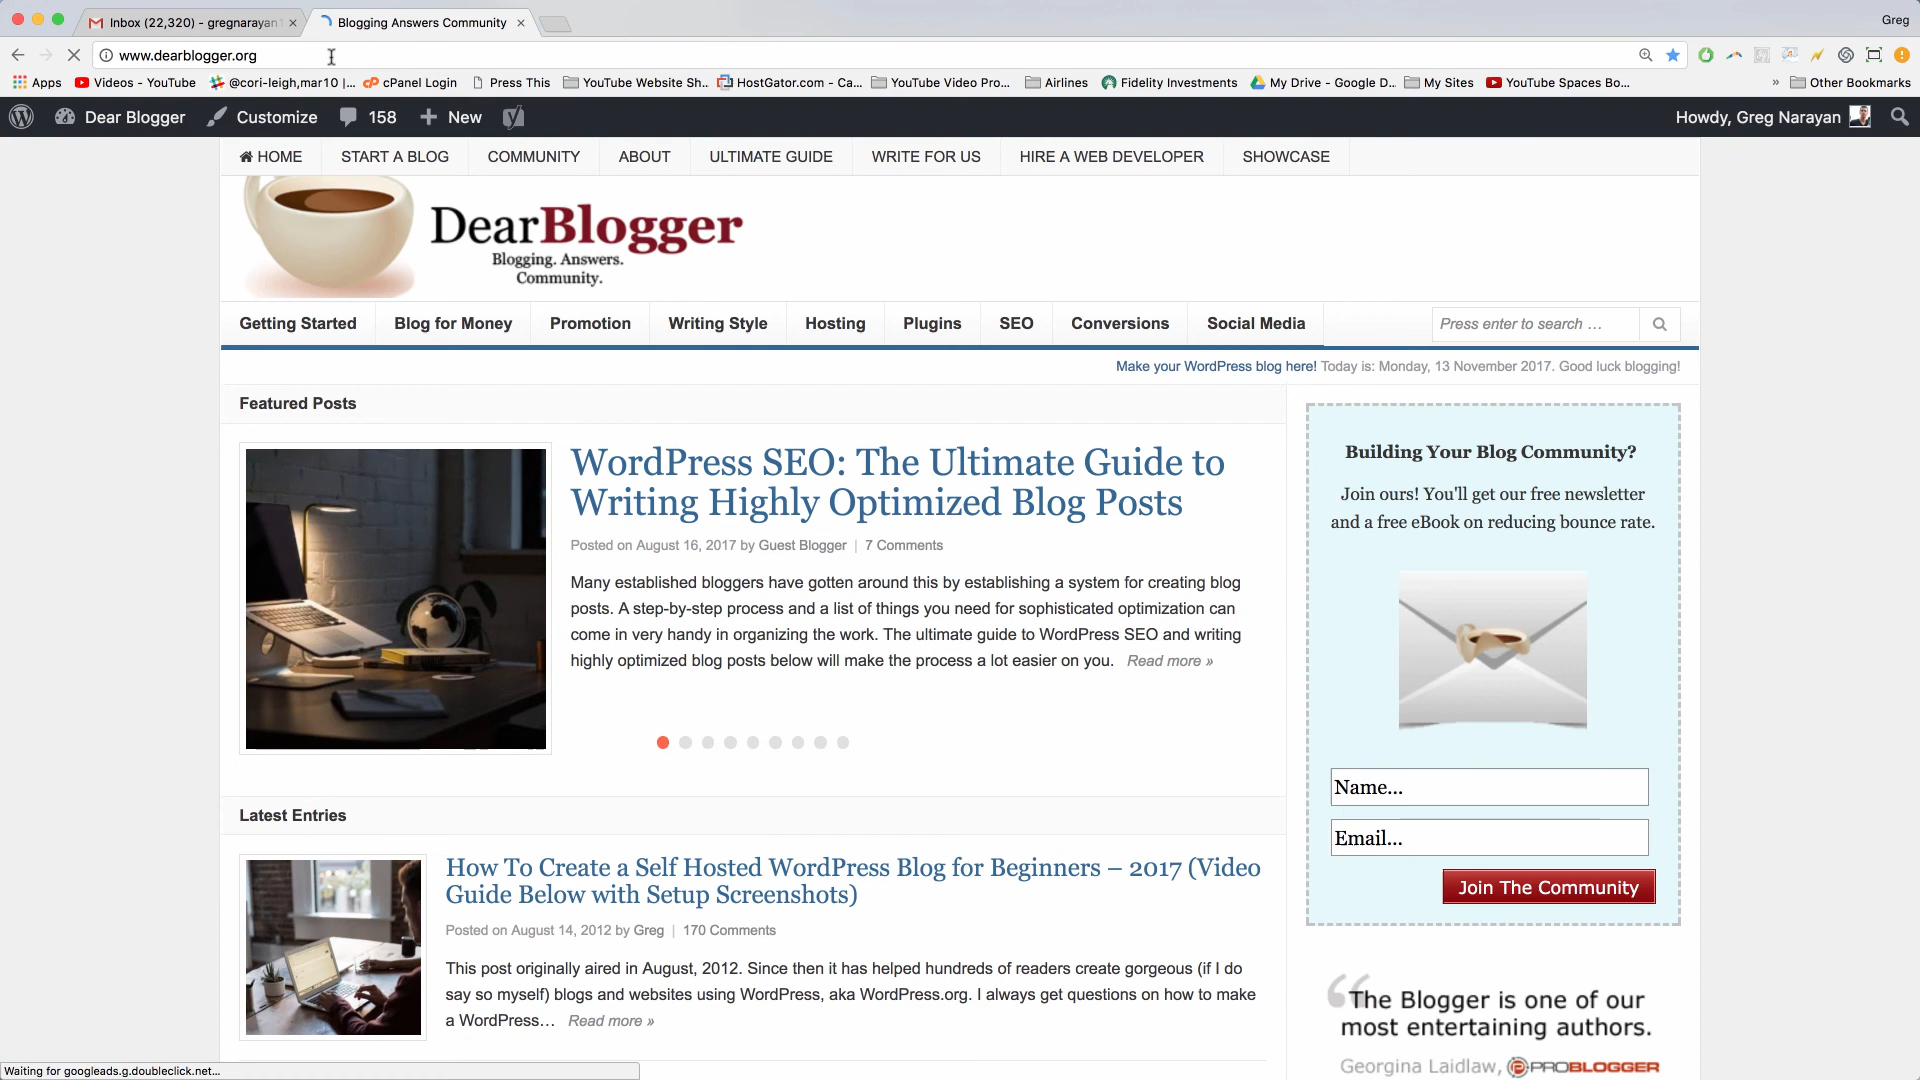 Inbox (22,320) - gregnarayan1
Blogging Answers Community
Greg
www.dearblogger.org
Apps
Videos - YouTube
@cori-leigh,mar10 |...
cPanel Login
Press This
YouTube Website Sh...
HostGator.com - Ca...
YouTube Video Pro...
Airlines
Fidelity Investments
My Drive - Google D...
My Sites
YouTube Spaces Bo...
»
Other Bookmarks
Dear Blogger
Customize
158
New
Howdy, Greg Narayan
HOME
START A BLOG
COMMUNITY
ABOUT
ULTIMATE GUIDE
WRITE FOR US
HIRE A WEB DEVELOPER
SHOWCASE
DearBlogger
Blogging. Answers.
Community.
Getting Started
Blog for Money
Promotion
Writing Style
Hosting
Plugins
SEO
Conversions
Social Media
Press enter to search ...
Make your WordPress blog here! Today is: Monday, 13 November 2017. Good luck blogging!
Featured Posts
WordPress SEO: The Ultimate Guide to
Writing Highly Optimized Blog Posts
Posted on August 16, 2017 by Guest Blogger | 7 Comments
Many established bloggers have gotten around this by establishing a system for creating blog
posts. A step-by-step process and a list of things you need for sophisticated optimization can
come in very handy in organizing the work. The ultimate guide to WordPress SEO and writing
highly optimized blog posts below will make the process a lot easier on you. Read more »
Latest Entries
How To Create a Self Hosted WordPress Blog for Beginners – 2017 (Video
Guide Below with Setup Screenshots)
Posted on August 14, 2012 by Greg | 170 Comments
This post originally aired in August, 2012. Since then it has helped hundreds of readers create gorgeous (if I do
say so myself) blogs and websites using WordPress, aka WordPress.org. I always get questions on how to make
a WordPress… Read more »
Building Your Blog Community?
Join ours! You'll get our free newsletter
and a free eBook on reducing bounce rate.
Name...
Email...
Join The Community
“The Blogger is one of our
most entertaining authors.
Georgina Laidlaw, PROBLOGGER
Waiting for googleads.g.doubleclick.net...